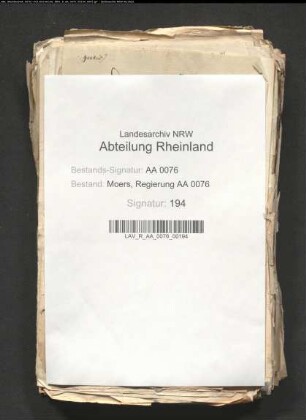 Landesarchiv NRW
Abteilung Rheinland
Bestands-Signatur: AA 0076
Bestand: Moers, Regierung AA 0076
Signatur: 194
LAV_R_AA_0076_00194